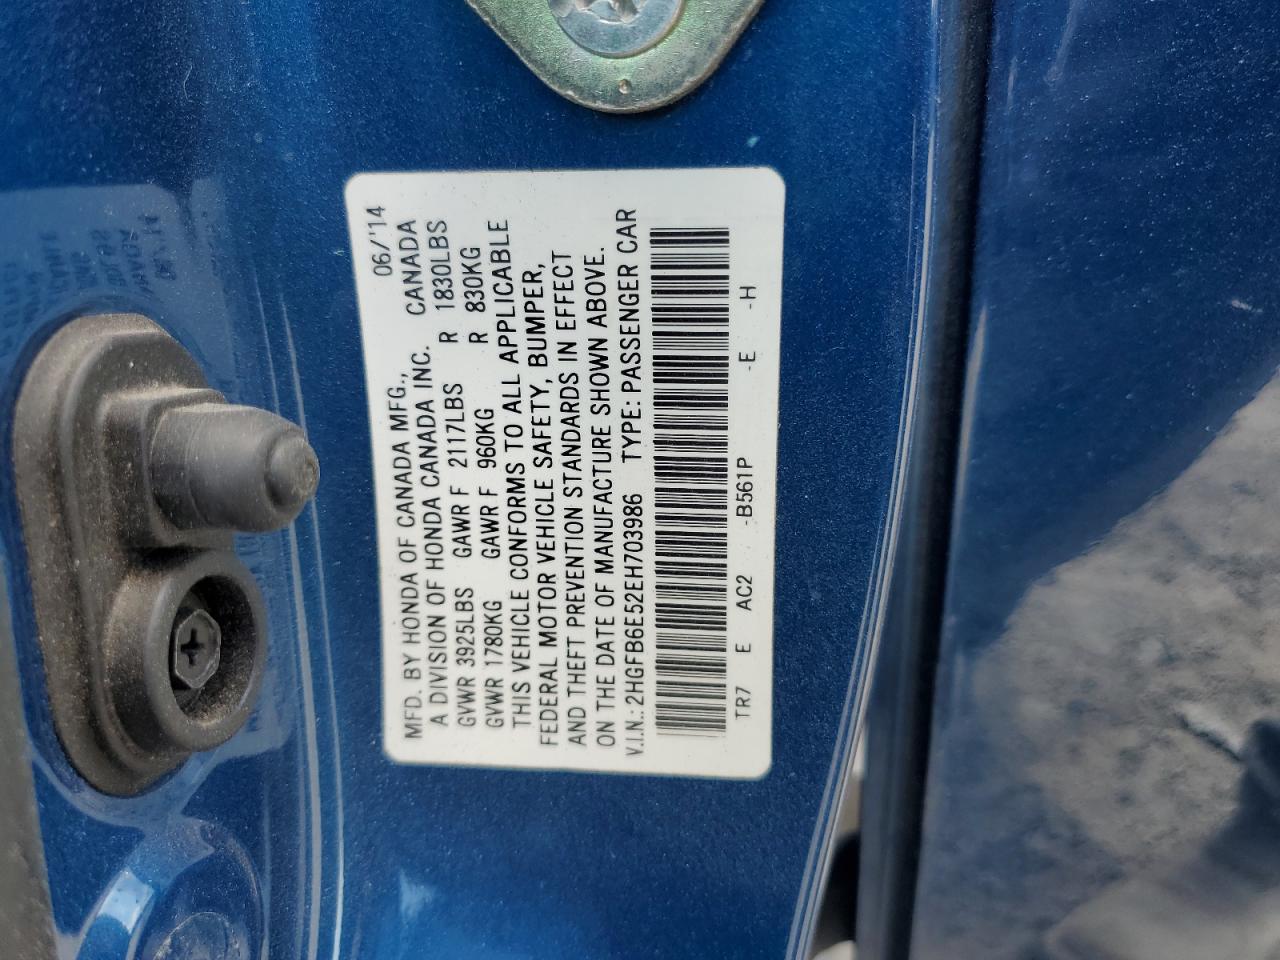 MFD. BY HONDA OF CANADA MFG., 06/'14
A DIVISION OF HONDA CANADA INC. CANADA
GVWR 3925LBS GAWR F 2117LBS R 1830LBS
GVWR 1780KG GAWR F 960KG R 830KG
THIS VEHICLE CONFORMS TO ALL APPLICABLE
FEDERAL MOTOR VEHICLE SAFETY, BUMPER,
AND THEFT PREVENTION STANDARDS IN EFFECT
ON THE DATE OF MANUFACTURE SHOWN ABOVE.
V.I.N.: 2HGFB6E52EH703986 TYPE: PASSENGER CAR
TR7 E AC2 -B561P -E -H